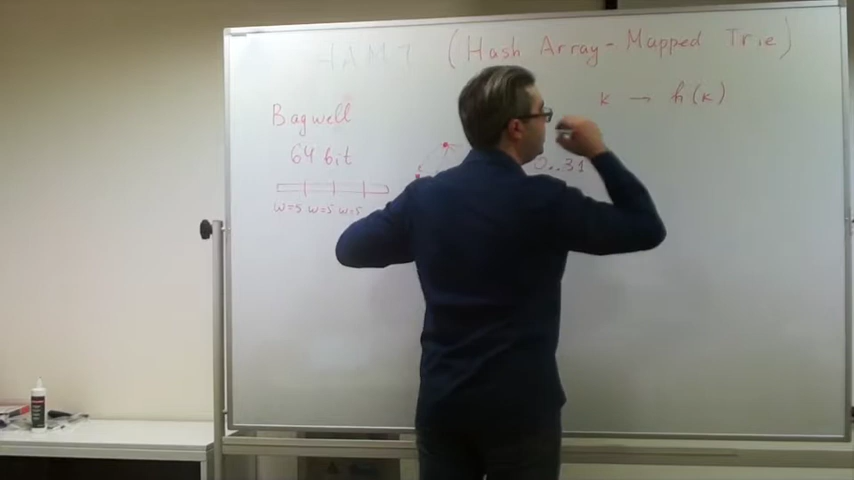 HAMT (Hash Array-Mapped Trie)
Bagwell
k → h(k)
64 bit
0..31
w=5 w=5 w=5